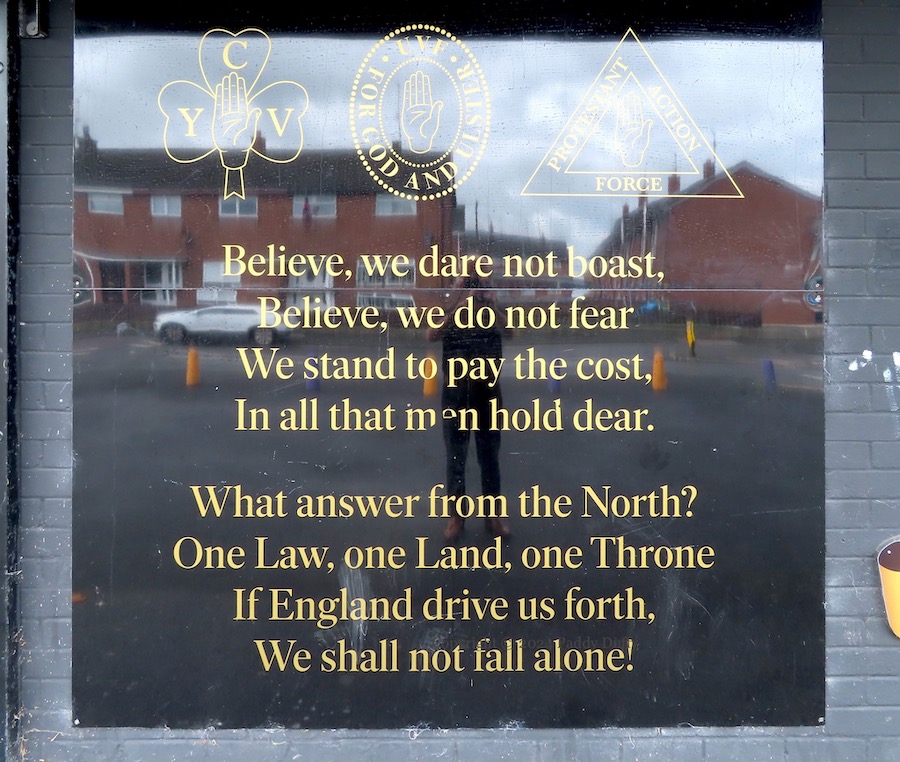 C
Y V
UVF
FOR GOD AND ULSTER
PROTESTANT
ACTION
FORCE
Believe, we dare not boast,
Believe, we do not fear
We stand to pay the cost,
In all that men hold dear.
What answer from the North?
One Law, one Land, one Throne
If England drive us forth,
We shall not fall alone!